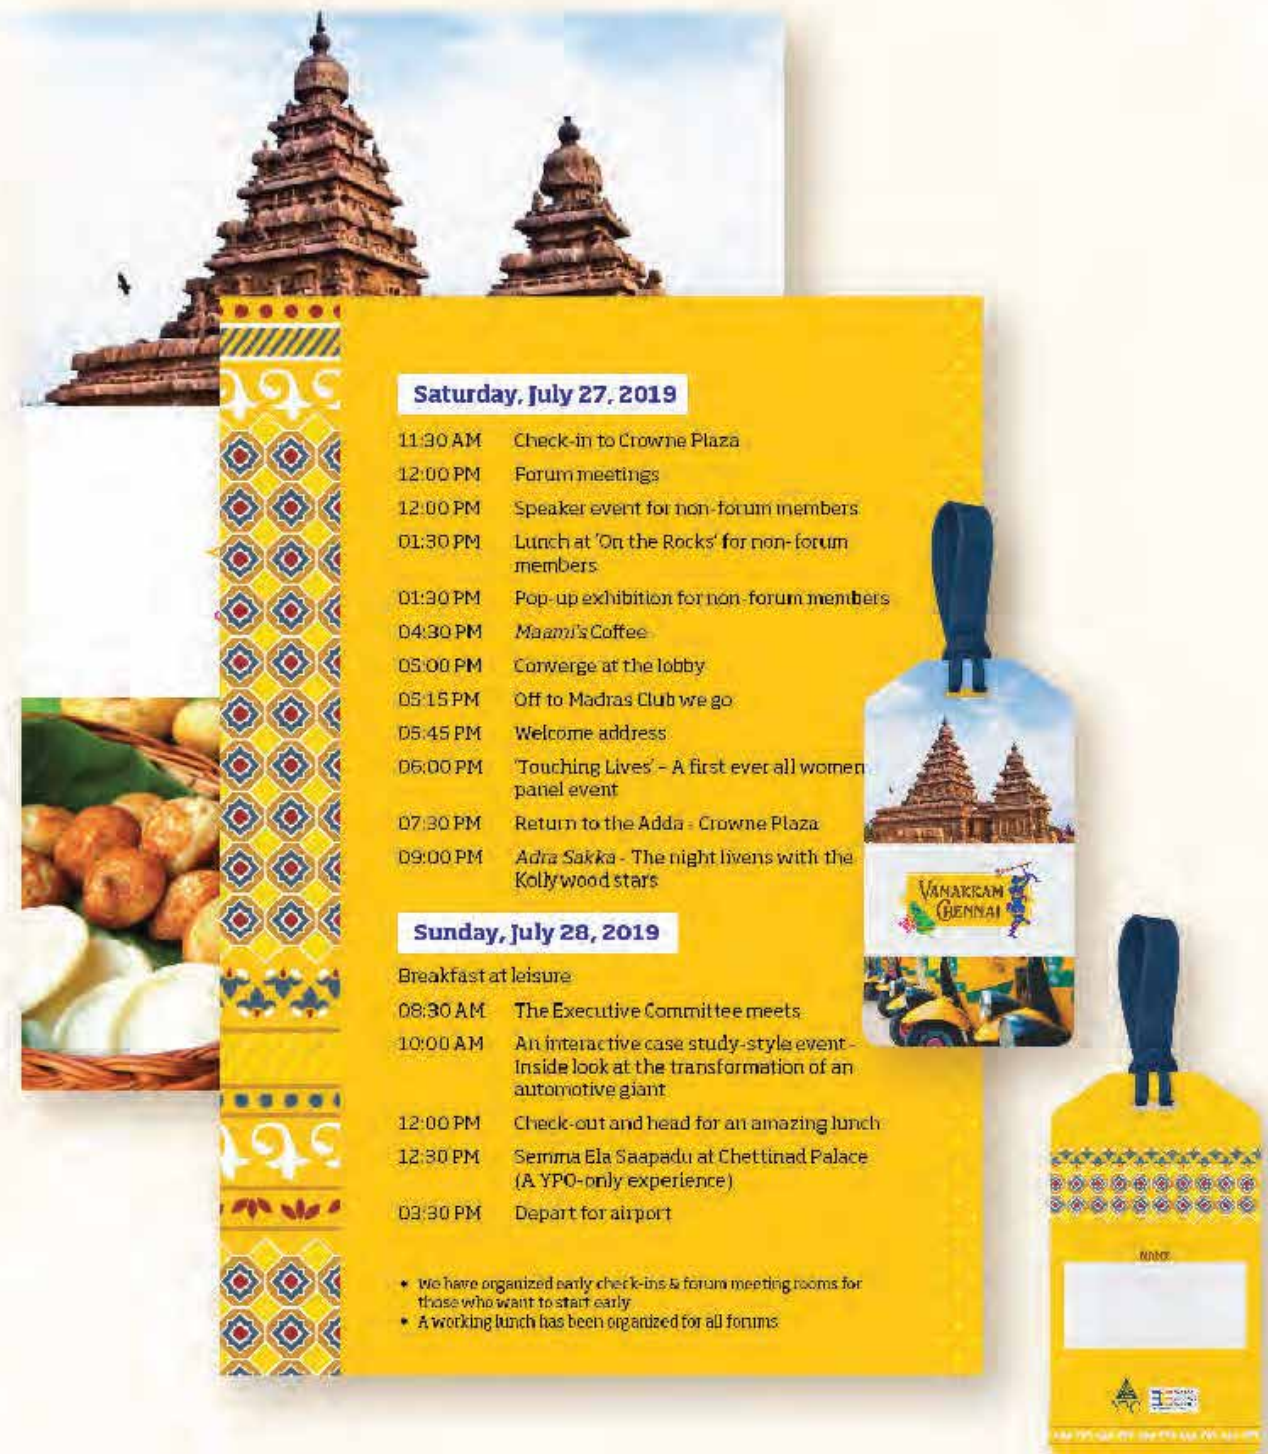 Saturday, July 27, 2019
11:30 AM Check-in to Crowne Plaza
12:00 PM Forum meetings
12:00 PM Speaker event for non-forum members
01:30 PM Lunch at 'On the Rocks' for non-forum
members
01:30 PM Pop-up exhibition for non-forum members
04:30 PM Maami's Coffee
05:00 PM Converge at the lobby
05:15 PM Off to Madras Club we go
05:45 PM Welcome address
06:00 PM 'Touching Lives' - A first ever all women
panel event
07:30 PM Return to the Adda - Crowne Plaza
09:00 PM Adra Sakka - The night livens with the
Kollywood stars
Sunday, July 28, 2019
Breakfast at leisure
08:30 AM The Executive Committee meets
10:00 AM An interactive case study-style event -
Inside look at the transformation of an
automotive giant
12:00 PM Check-out and head for an amazing lunch
12:30 PM Semma Ela Saapadu at Chettinad Palace
(A YPO-only experience)
03:30 PM Depart for airport
• We have organized early check-ins & forum meeting rooms for
those who want to start early
• A working lunch has been organized for all forums
VANAKKAM
CHENNAI
NAME